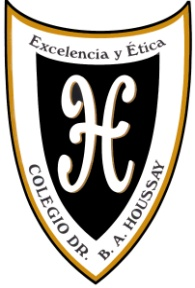 Excelencia y Ética
H
COLEGIO DR. B. A. HOUSSAY